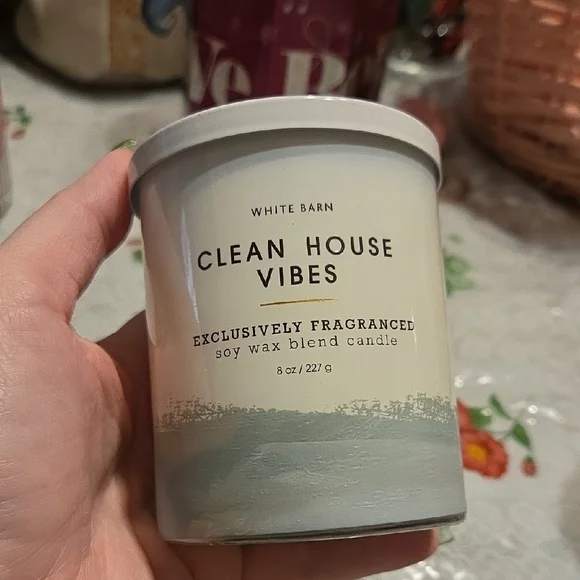 WHITE BARN
CLEAN HOUSE
VIBES
EXCLUSIVELY FRAGRANCED
soy wax blend candle
8 oz / 227 g